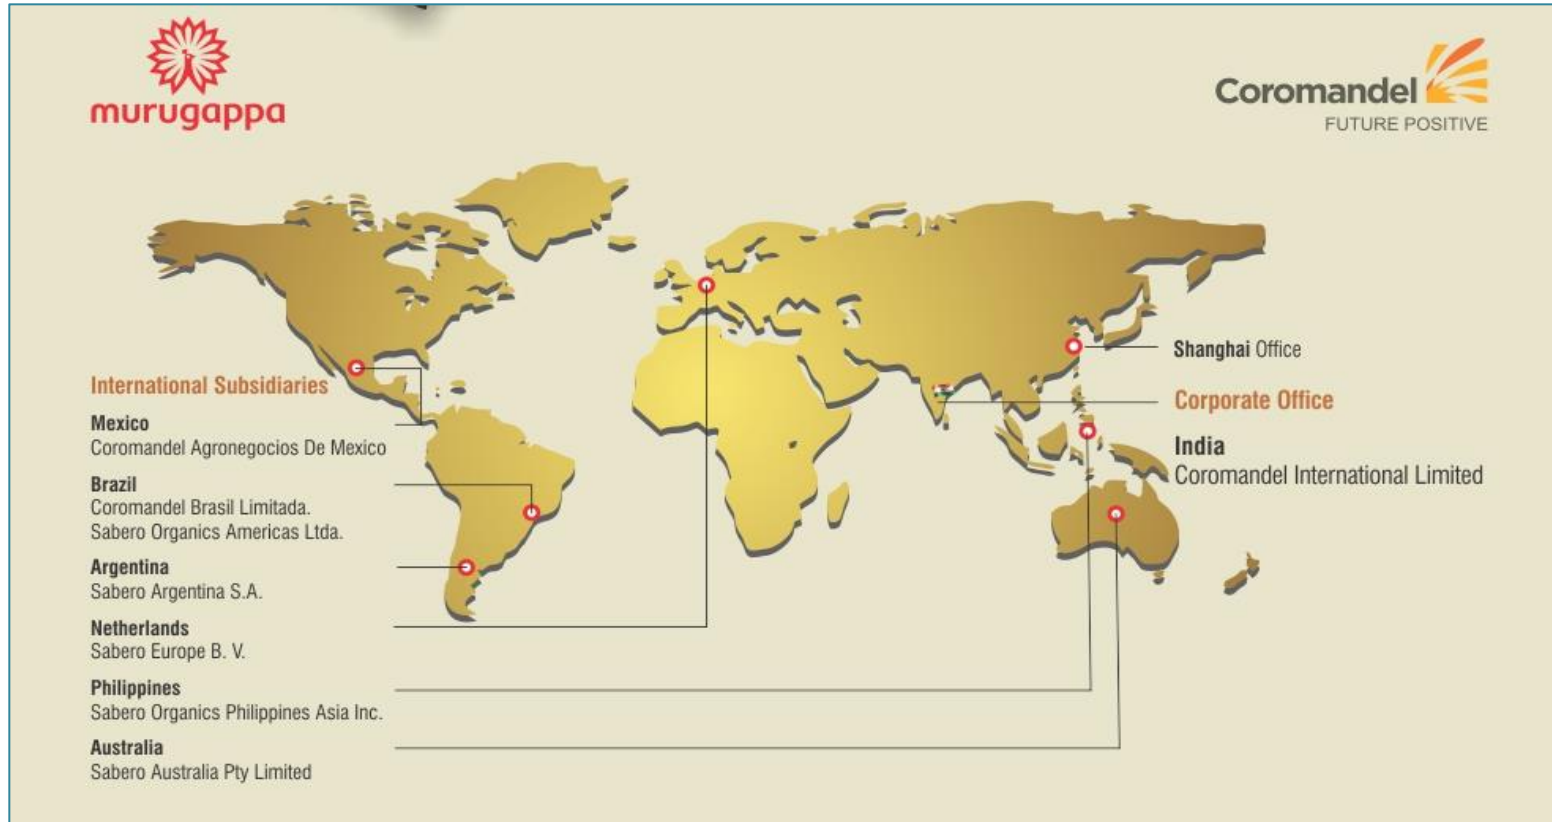 murugappa
Coromandel
FUTURE POSITIVE
International Subsidiaries
Mexico
Coromandel Agronegocios De Mexico
Brazil
Coromandel Brasil Limitada.
Sabero Organics Americas Ltda.
Argentina
Sabero Argentina S.A.
Netherlands
Sabero Europe B. V.
Philippines
Sabero Organics Philippines Asia Inc.
Australia
Sabero Australia Pty Limited
Shanghai Office
Corporate Office
India
Coromandel International Limited